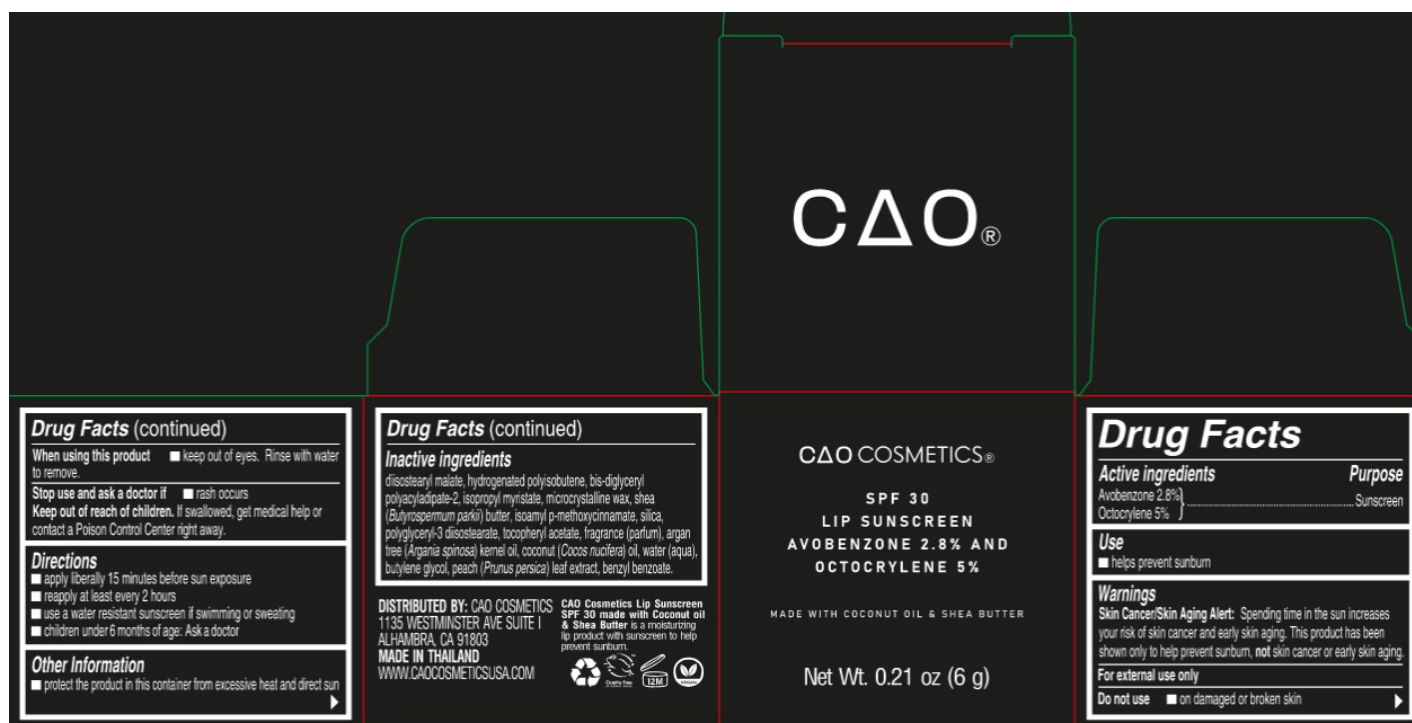 CΔO®
Drug Facts (continued)
When using this product ■ keep out of eyes. Rinse with water
to remove.
Stop use and ask a doctor if ■ rash occurs
Keep out of reach of children. If swallowed, get medical help or
contact a Poison Control Center right away.
Directions
■ apply liberally 15 minutes before sun exposure
■ reapply at least every 2 hours
■ use a water resistant sunscreen if swimming or sweating
■ children under 6 months of age: Ask a doctor
Other Information
■ protect the product in this container from excessive heat and direct sun
Drug Facts (continued)
Inactive ingredients
diisostearyl malate, hydrogenated polyisobutene, bis-diglyceryl
polyacyladipate-2, isopropyl myristate, microcrystalline wax, shea
(Butyrospermum parkii) butter, isoamyl p-methoxycinnamate, silica,
polyglyceryl-3 diisostearate, tocopheryl acetate, fragrance (parfum), argan
tree (Argania spinosa) kernel oil, coconut (Cocos nucifera) oil, water (aqua),
butylene glycol, peach (Prunus persica) leaf extract, benzyl benzoate.
DISTRIBUTED BY: CAO COSMETICS
1135 WESTMINSTER AVE SUITE I
ALHAMBRA, CA 91803
MADE IN THAILAND
WWW.CAOCOSMETICSUSA.COM
CAO Cosmetics Lip Sunscreen
SPF 30 made with Coconut oil
& Shea Butter is a moisturizing
lip product with sunscreen to help
prevent sunburn.
Cruelty free
12M
VEGAN
CΔO COSMETICS®
SPF 30
LIP SUNSCREEN
AVOBENZONE 2.8% AND
OCTOCRYLENE 5%
MADE WITH COCONUT OIL & SHEA BUTTER
Net Wt. 0.21 oz (6 g)
Drug Facts
Active ingredients Purpose
Avobenzone 2.8%
Octocrylene 5% } Sunscreen
Use
■ helps prevent sunburn
Warnings
Skin Cancer/Skin Aging Alert: Spending time in the sun increases
your risk of skin cancer and early skin aging. This product has been
shown only to help prevent sunburn, not skin cancer or early skin aging.
For external use only
Do not use ■ on damaged or broken skin